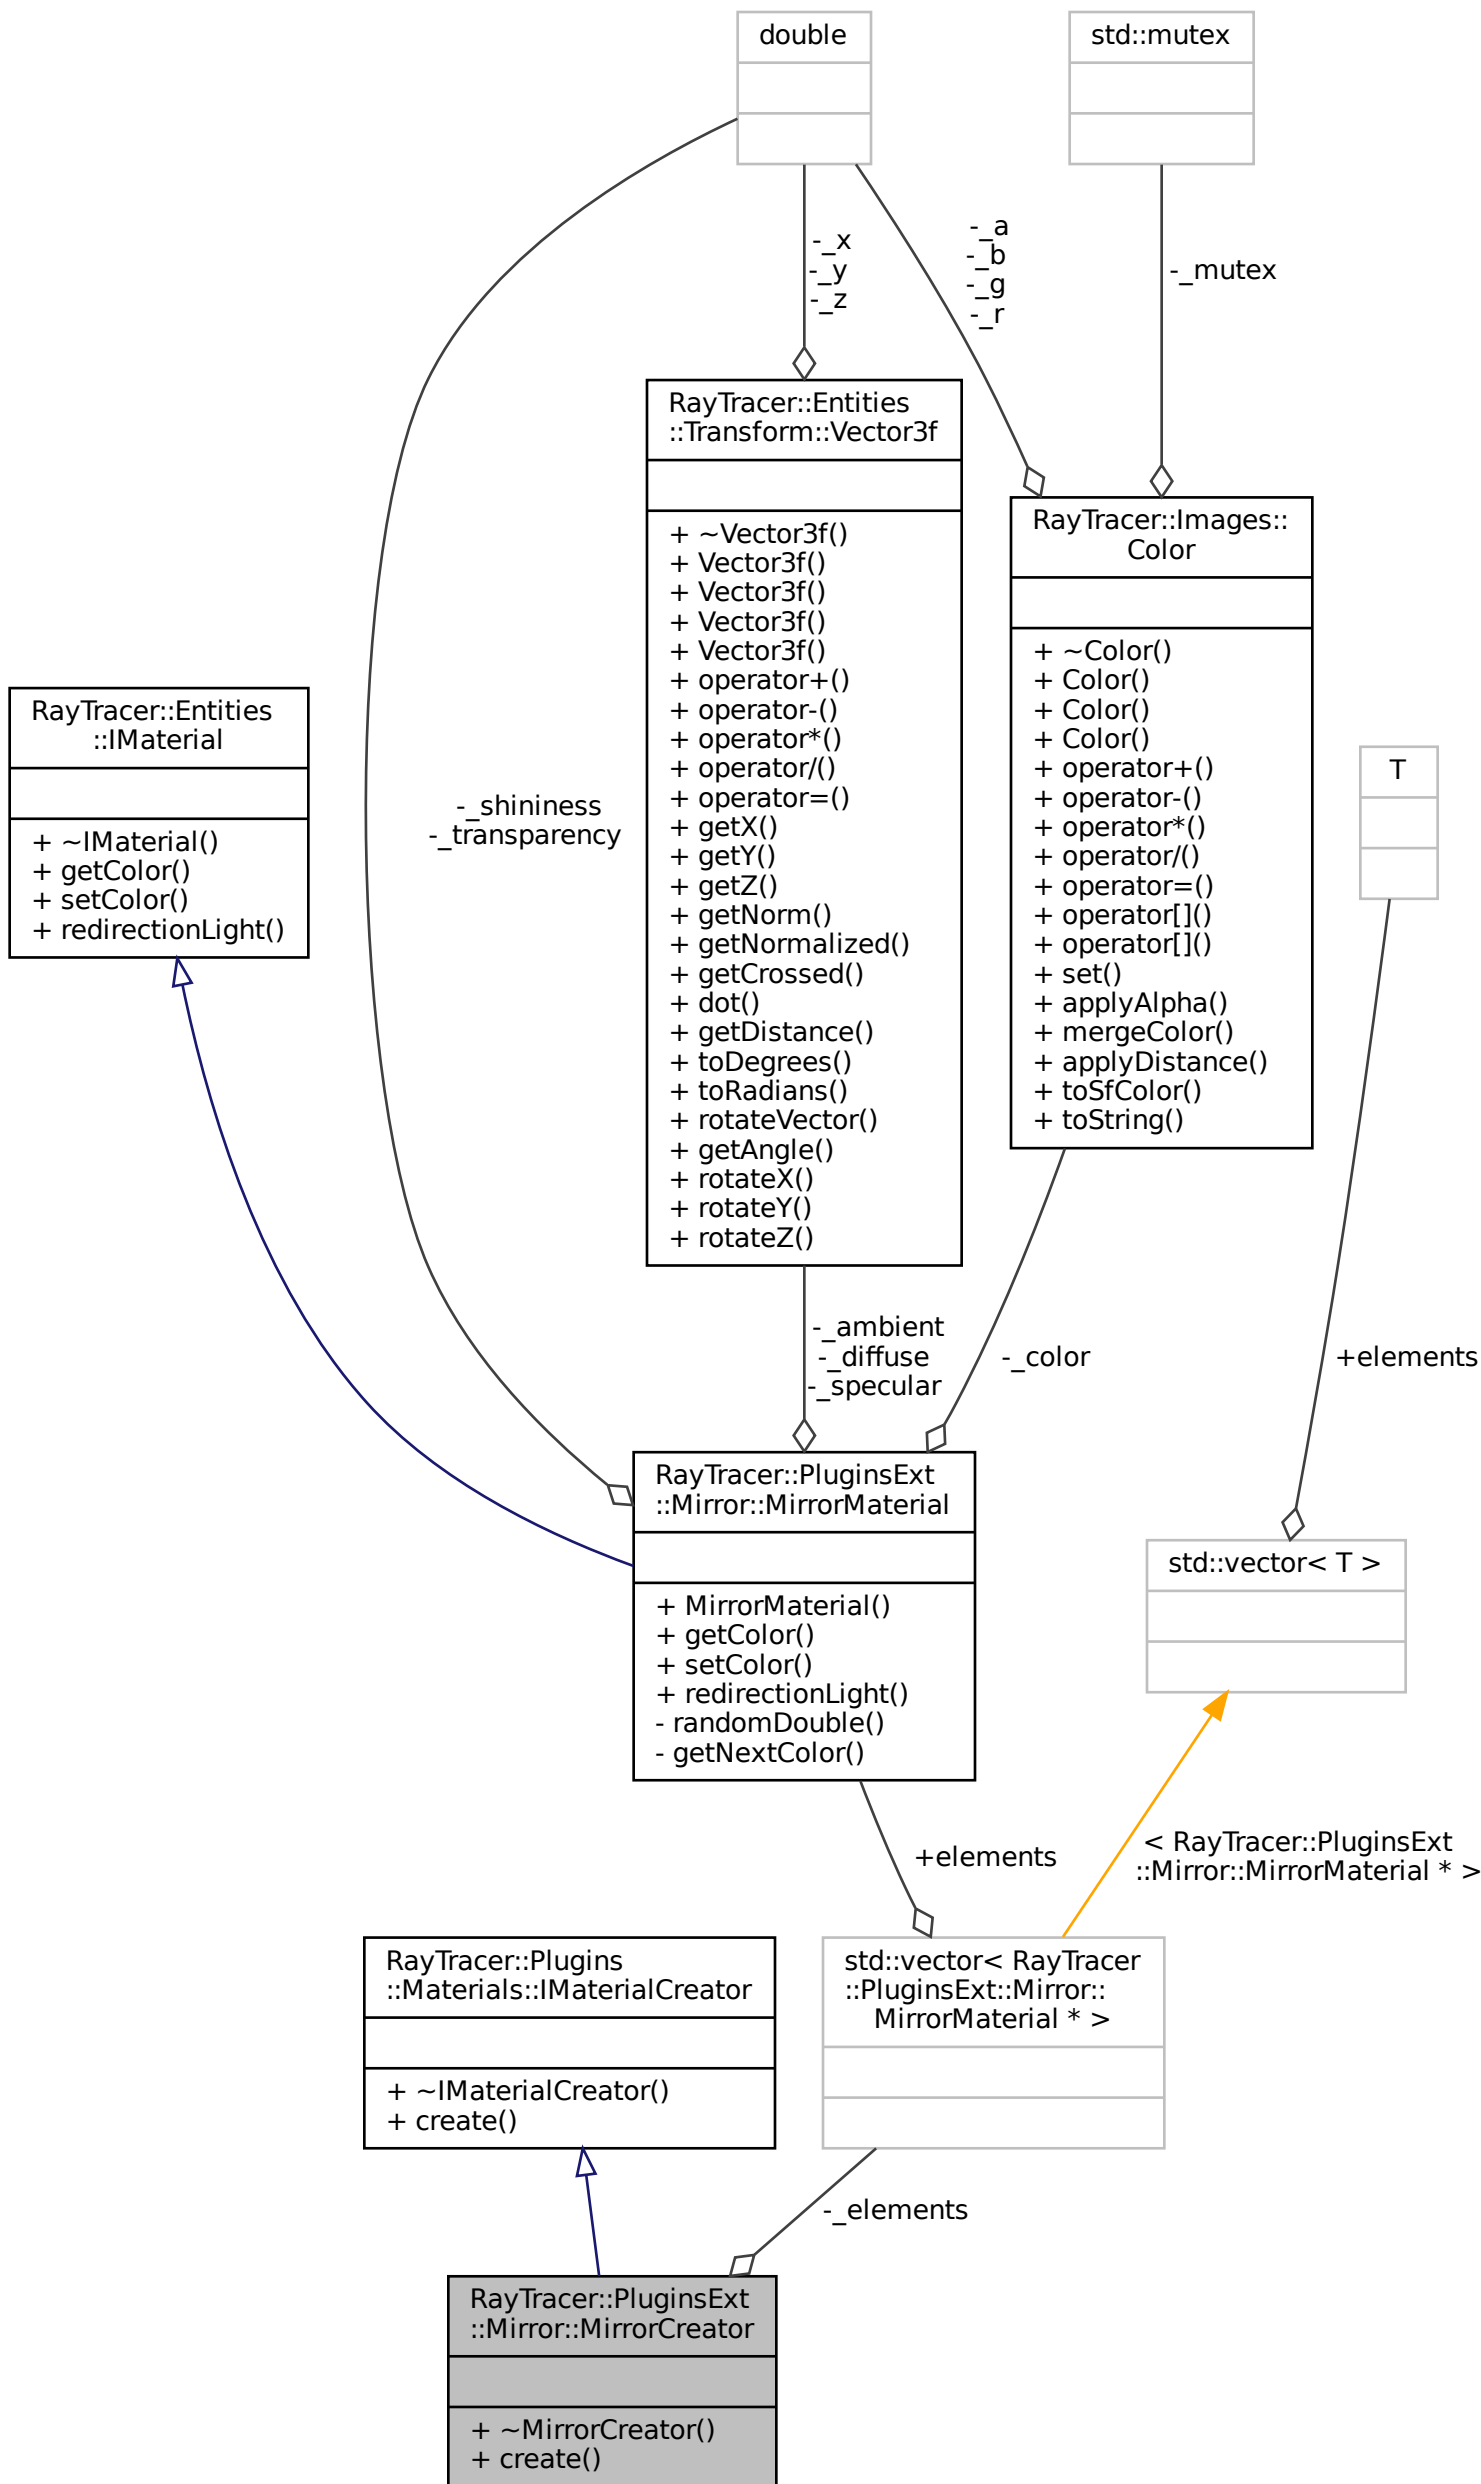 double
std::mutex
-_x
-_y
-_z
-_a
-_b
-_g
-_r
-_mutex
RayTracer::Entities
::Transform::Vector3f
+ ~Vector3f()
+ Vector3f()
+ Vector3f()
+ Vector3f()
+ Vector3f()
+ operator+()
+ operator-()
+ operator*()
+ operator/()
+ operator=()
+ getX()
+ getY()
+ getZ()
+ getNorm()
+ getNormalized()
+ getCrossed()
+ dot()
+ getDistance()
+ toDegrees()
+ toRadians()
+ rotateVector()
+ getAngle()
+ rotateX()
+ rotateY()
+ rotateZ()
RayTracer::Images::
Color
+ ~Color()
+ Color()
+ Color()
+ Color()
+ operator+()
+ operator-()
+ operator*()
+ operator/()
+ operator=()
+ operator[]()
+ operator[]()
+ set()
+ applyAlpha()
+ mergeColor()
+ applyDistance()
+ toSfColor()
+ toString()
RayTracer::Entities
::IMaterial
+ ~IMaterial()
+ getColor()
+ setColor()
+ redirectionLight()
-_shininess
-_transparency
T
-_ambient
-_diffuse
-_specular
-_color
+elements
RayTracer::PluginsExt
::Mirror::MirrorMaterial
+ MirrorMaterial()
+ getColor()
+ setColor()
+ redirectionLight()
- randomDouble()
- getNextColor()
std::vector< T >
+elements
< RayTracer::PluginsExt
::Mirror::MirrorMaterial * >
RayTracer::Plugins
::Materials::IMaterialCreator
+ ~IMaterialCreator()
+ create()
std::vector< RayTracer
::PluginsExt::Mirror::
MirrorMaterial * >
-_elements
RayTracer::PluginsExt
::Mirror::MirrorCreator
+ ~MirrorCreator()
+ create()